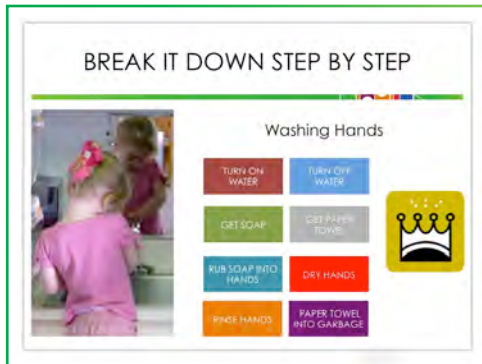 BREAK IT DOWN STEP BY STEP
Washing Hands
TURN ON
WATER
TURN OFF
WATER
GET SOAP
GET PAPER
TOWEL
RUB SOAP INTO
HANDS
DRY HANDS
RINSE HANDS
PAPER TOWEL
INTO GARBAGE